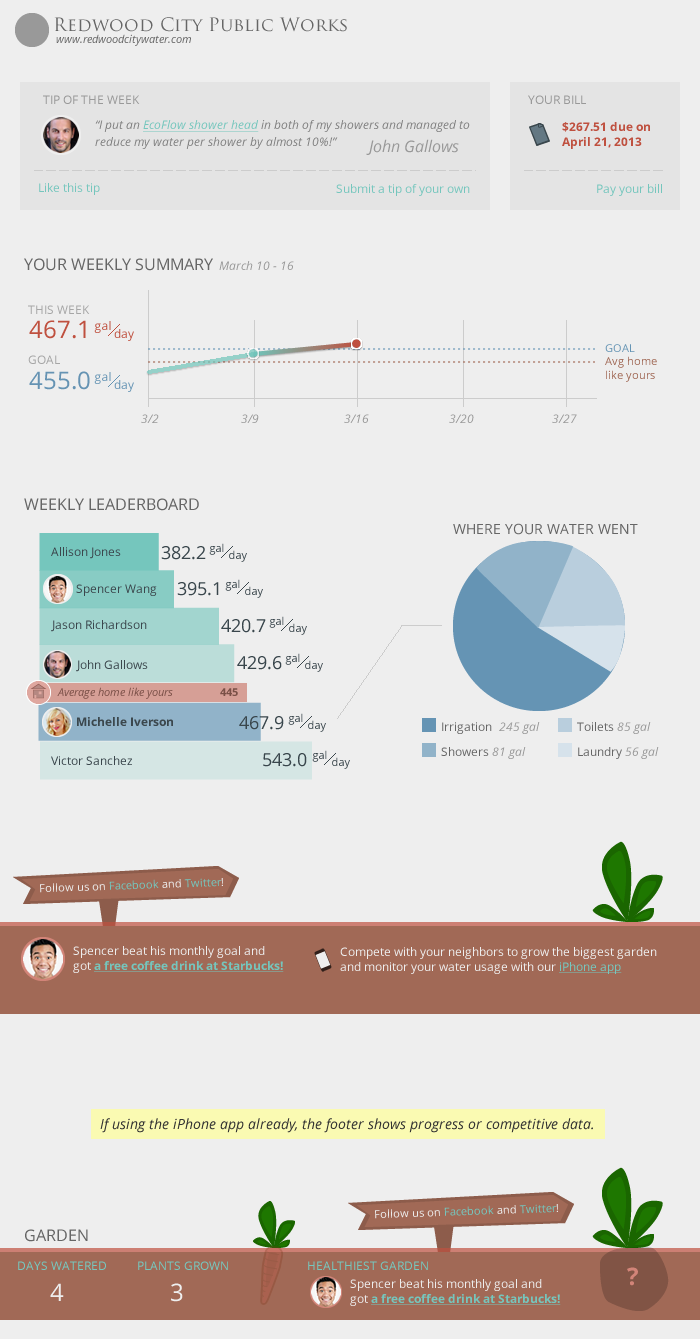 REDWOOD CITY PUBLIC WORKS
www.redwoodcitywater.com
TIP OF THE WEEK
“I put an EcoFlow shower head in both of my showers and managed to
reduce my water per shower by almost 10%!”
John Gallows
Like this tip
Submit a tip of your own
YOUR BILL
$267.51 due on
April 21, 2013
Pay your bill
YOUR WEEKLY SUMMARY March 10 - 16
THIS WEEK
467.1 gal/day
GOAL
455.0 gal/day
GOAL
Avg home
like yours
3/2 3/9 3/16 3/20 3/27
WEEKLY LEADERBOARD
Allison Jones 382.2 gal/day
Spencer Wang 395.1 gal/day
Jason Richardson 420.7 gal/day
John Gallows 429.6 gal/day
Average home like yours 445
Michelle Iverson 467.9 gal/day
Victor Sanchez 543.0 gal/day
WHERE YOUR WATER WENT
Irrigation 245 gal
Toilets 85 gal
Showers 81 gal
Laundry 56 gal
Follow us on Facebook and Twitter!
Spencer beat his monthly goal and
got a free coffee drink at Starbucks!
Compete with your neighbors to grow the biggest garden
and monitor your water usage with our iPhone app
If using the iPhone app already, the footer shows progress or competitive data.
GARDEN
Follow us on Facebook and Twitter!
DAYS WATERED
4
PLANTS GROWN
3
HEALTHIEST GARDEN
Spencer beat his monthly goal and
got a free coffee drink at Starbucks!
?